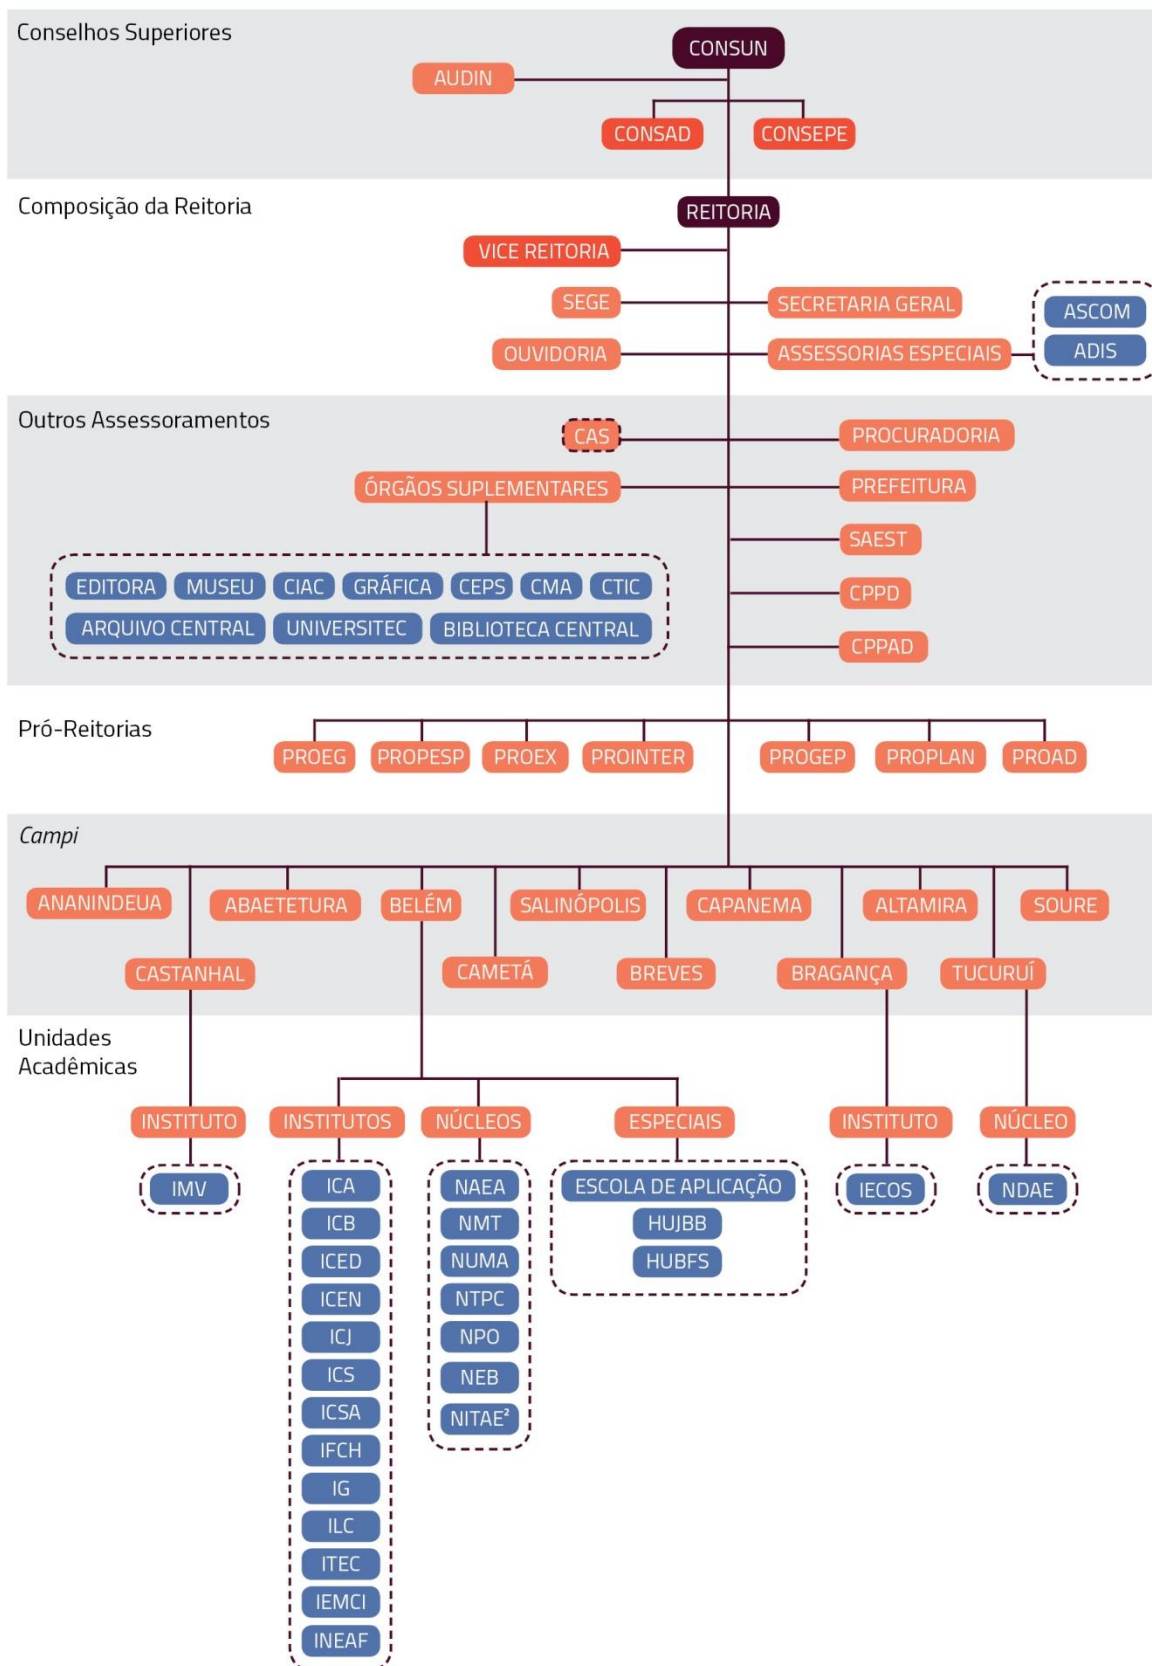 Conselhos Superiores
CONSUN
AUDIN
CONSAD
CONSEPE
Composição da Reitoria
REITORIA
VICE REITORIA
SEGE
SECRETARIA GERAL
ASCOM
ADIS
OUVIDORIA
ASSESSORIAS ESPECIAIS
Outros Assessoramentos
CAS
PROCURADORIA
ÓRGÃOS SUPLEMENTARES
PREFEITURA
SAEST
EDITORA
MUSEU
CIAC
GRÁFICA
CEPS
CMA
CTIC
CPPD
ARQUIVO CENTRAL
UNIVERSITEC
BIBLIOTECA CENTRAL
CPPAD
Pró-Reitorias
PROEG
PROPESP
PROEX
PROINTER
PROGEP
PROPLAN
PROAD
Campi
ANANINDEUA
ABAETETURA
BELÉM
SALINÓPOLIS
CAPANEMA
ALTAMIRA
SOURE
CASTANHAL
CAMETÁ
BREVES
BRAGANÇA
TUCURUÍ
Unidades
Acadêmicas
INSTITUTO
INSTITUTOS
NÚCLEOS
ESPECIAIS
INSTITUTO
NÚCLEO
IMV
ICA
ICB
ICED
ICEN
ICJ
ICS
ICSA
IFCH
IG
ILC
ITEC
IEMCI
INEAF
NAEA
NMT
NUMA
NTPC
NPO
NEB
NITAE²
ESCOLA DE APLICAÇÃO
HUJBB
HUBFS
IECOS
NDAE